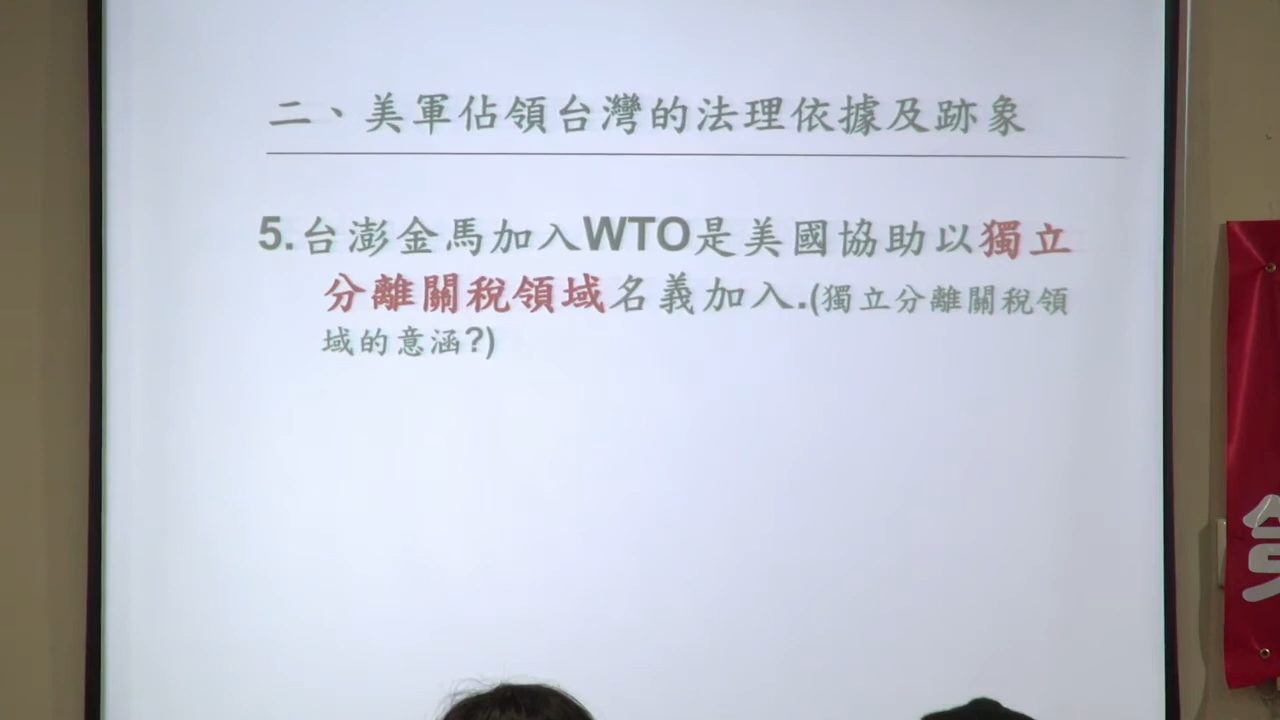 二、美軍佔領台灣的法理依據及跡象
5.台澎金馬加入WTO是美國協助以獨立
分離關稅領域名義加入.(獨立分離關稅領
域的意涵?)